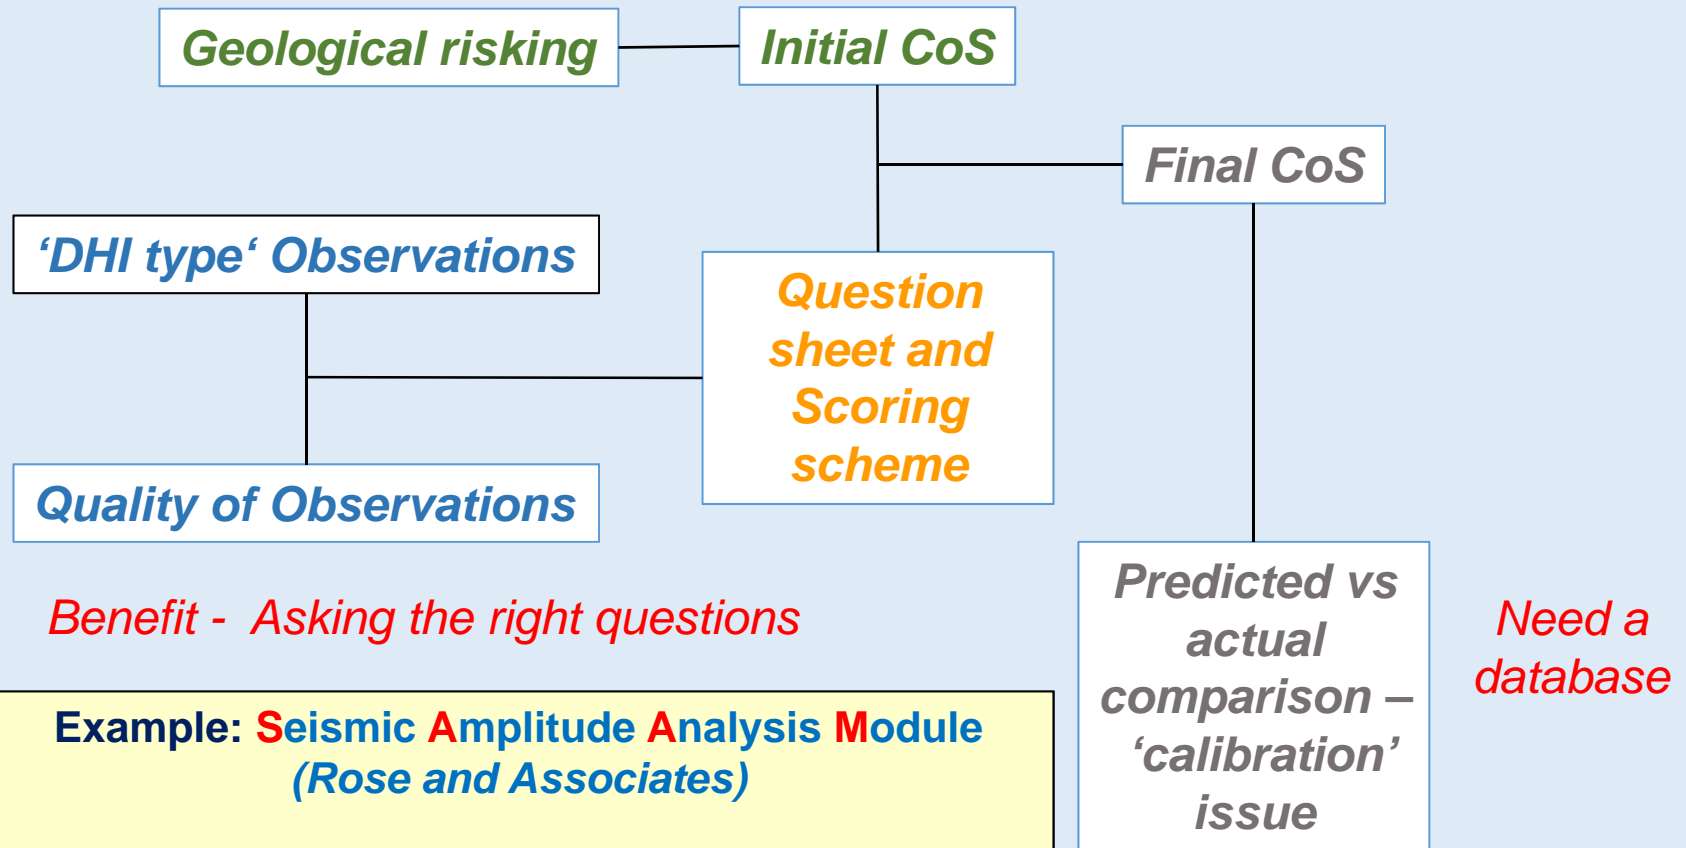 Geological risking
Initial CoS
Final CoS
‘DHI type‘ Observations
Question
sheet and
Scoring
scheme
Quality of Observations
Benefit - Asking the right questions
Predicted vs
actual
comparison –
‘calibration’
issue
Need a
database
Example: Seismic Amplitude Analysis Module
(Rose and Associates)